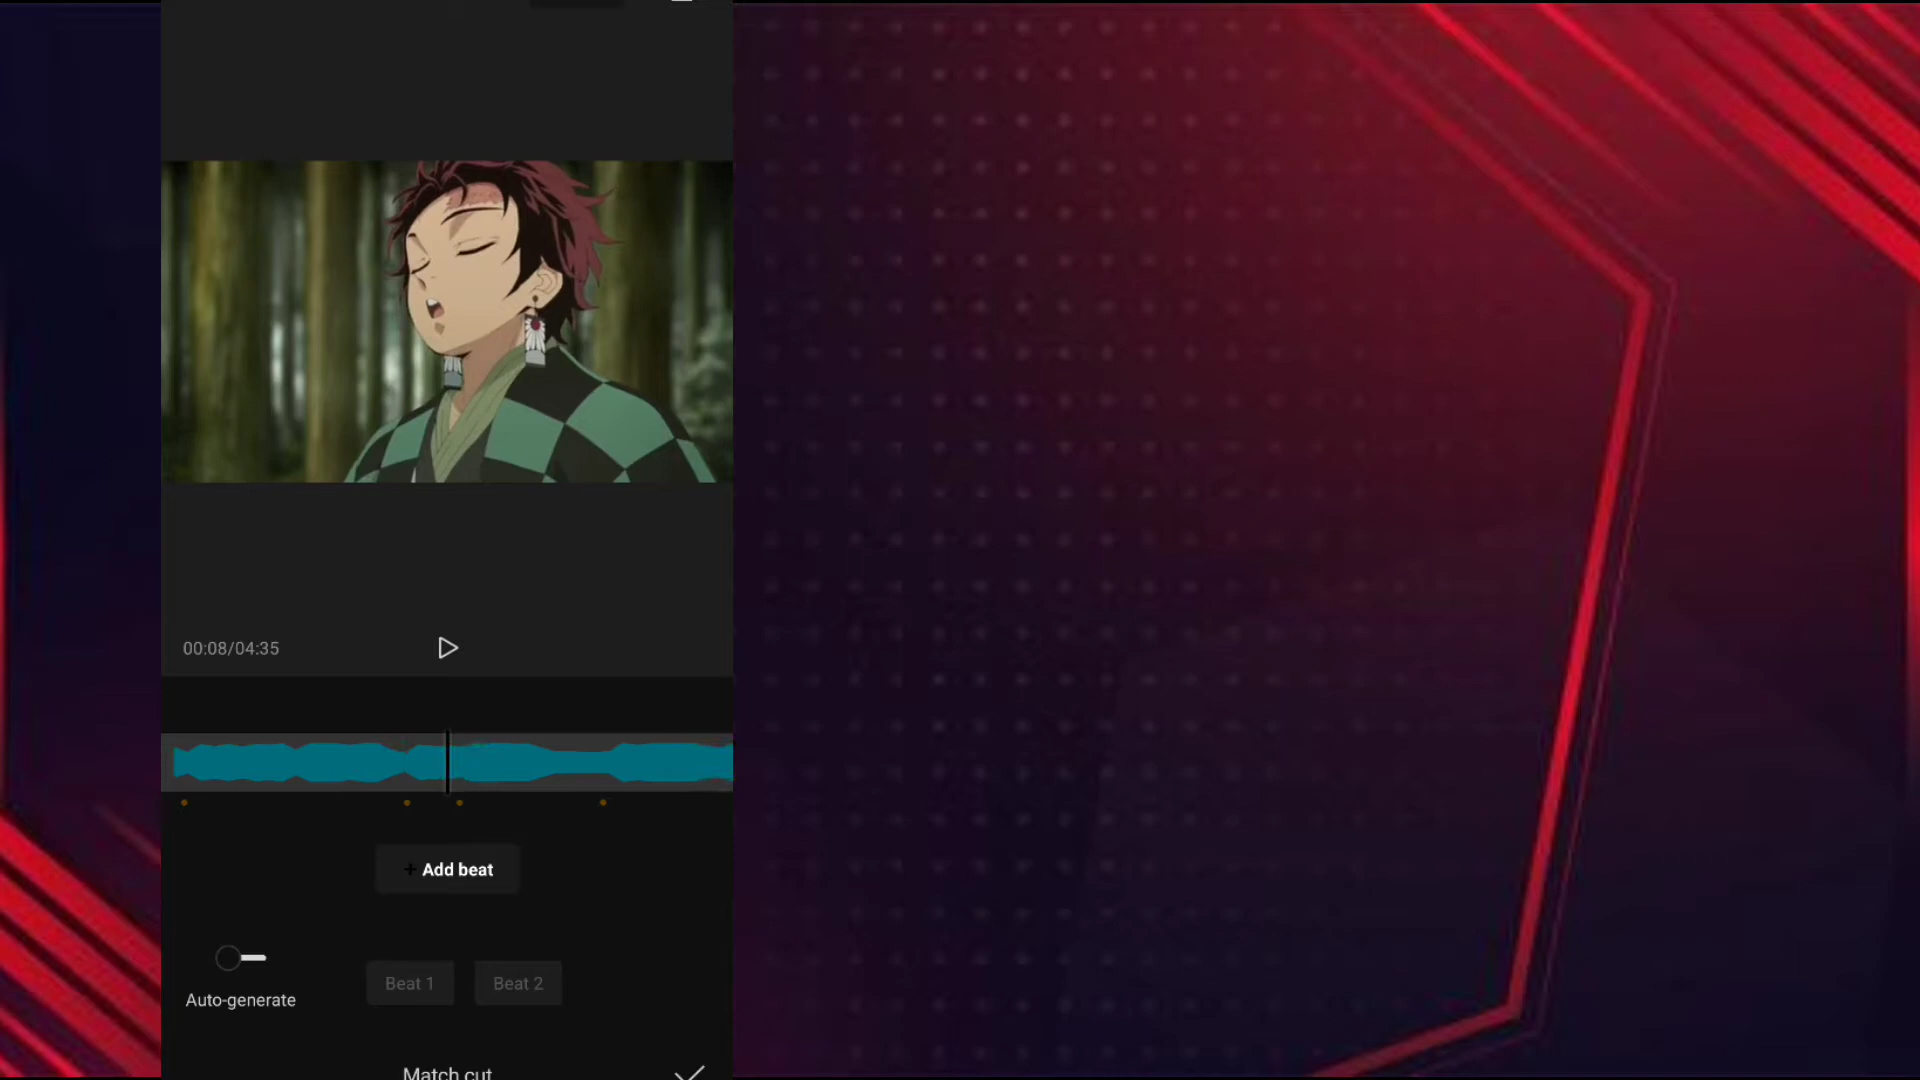 00:08/04:35
+ Add beat
Auto-generate
Beat 1
Beat 2
Match cut